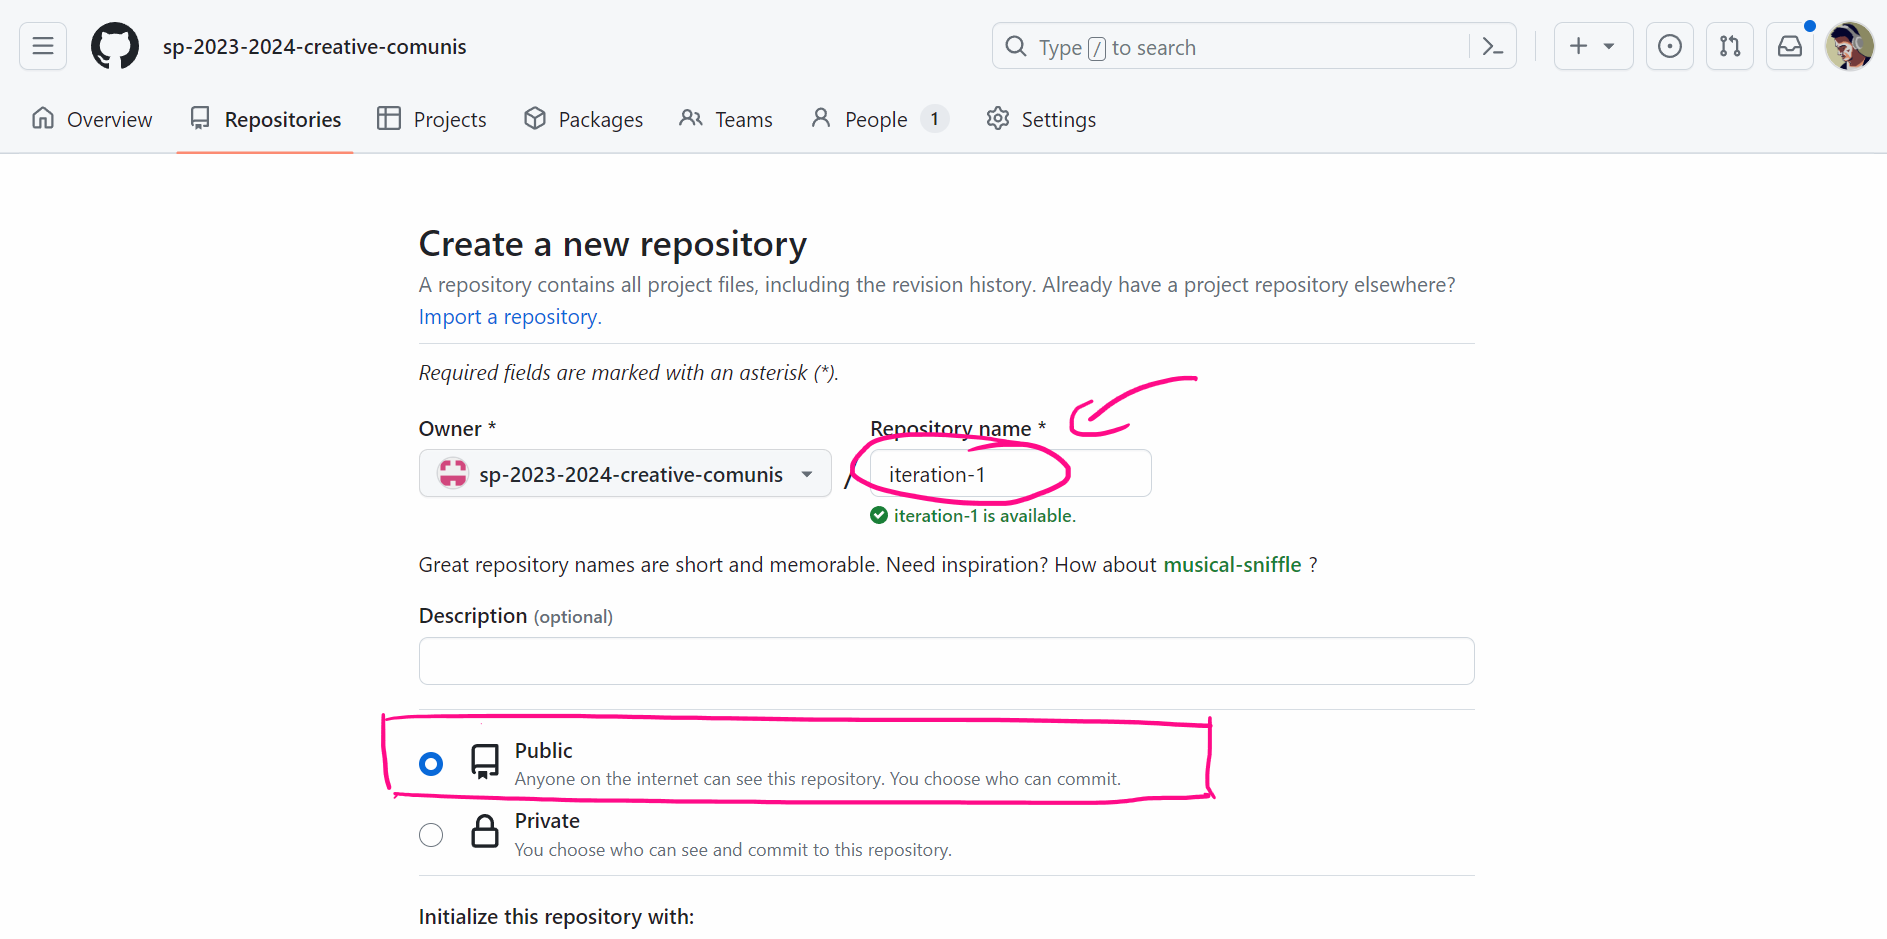 sp-2023-2024-creative-comunis
Type / to search
Overview
Repositories
Projects
Packages
Teams
People 1
Settings
Create a new repository
A repository contains all project files, including the revision history. Already have a project repository elsewhere?
Import a repository.
Required fields are marked with an asterisk (*).
Owner *
Repository name *
sp-2023-2024-creative-comunis
/
iteration-1
iteration-1 is available.
Great repository names are short and memorable. Need inspiration? How about musical-sniffle ?
Description (optional)
Public
Anyone on the internet can see this repository. You choose who can commit.
Private
You choose who can see and commit to this repository.
Initialize this repository with: